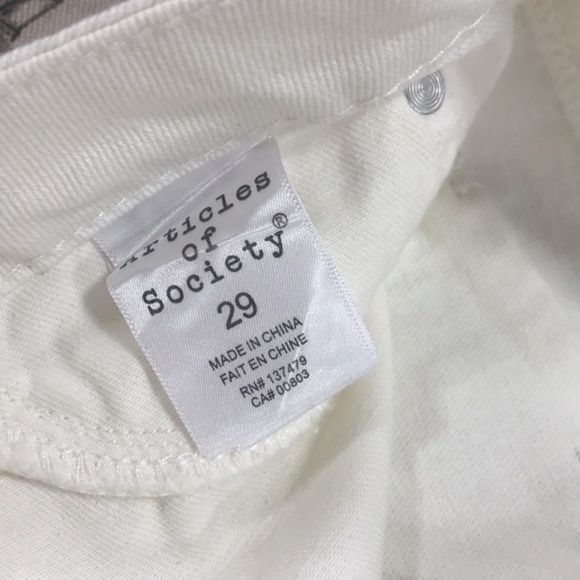 Articles
of
Society®
29
MADE IN CHINA
FAIT EN CHINE
RN# 137479
CA# 00803